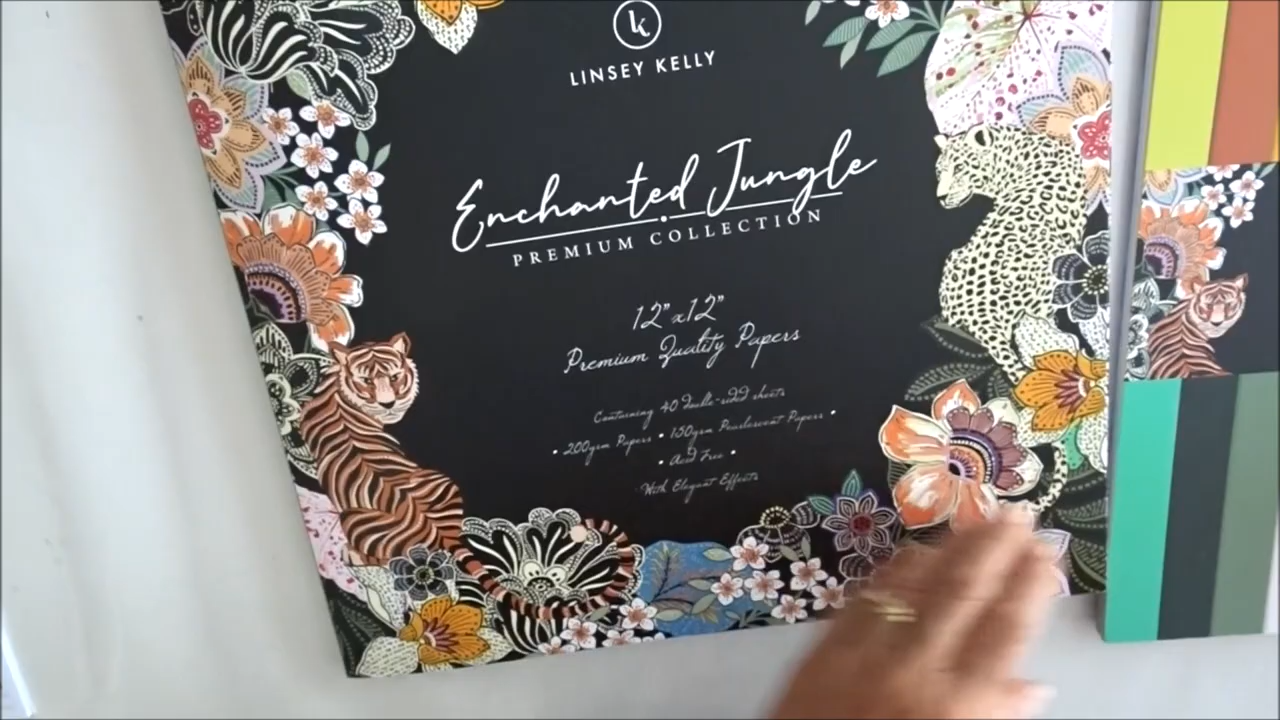 k
LINSEY KELLY
Enchanted Jungle
PREMIUM COLLECTION
12"x12"
Premium Quality Papers
Containing 40 double-sided sheets
• 200gsm Papers • 150gsm Pearlescent Papers •
• Acid Free •
With Elegant Effects